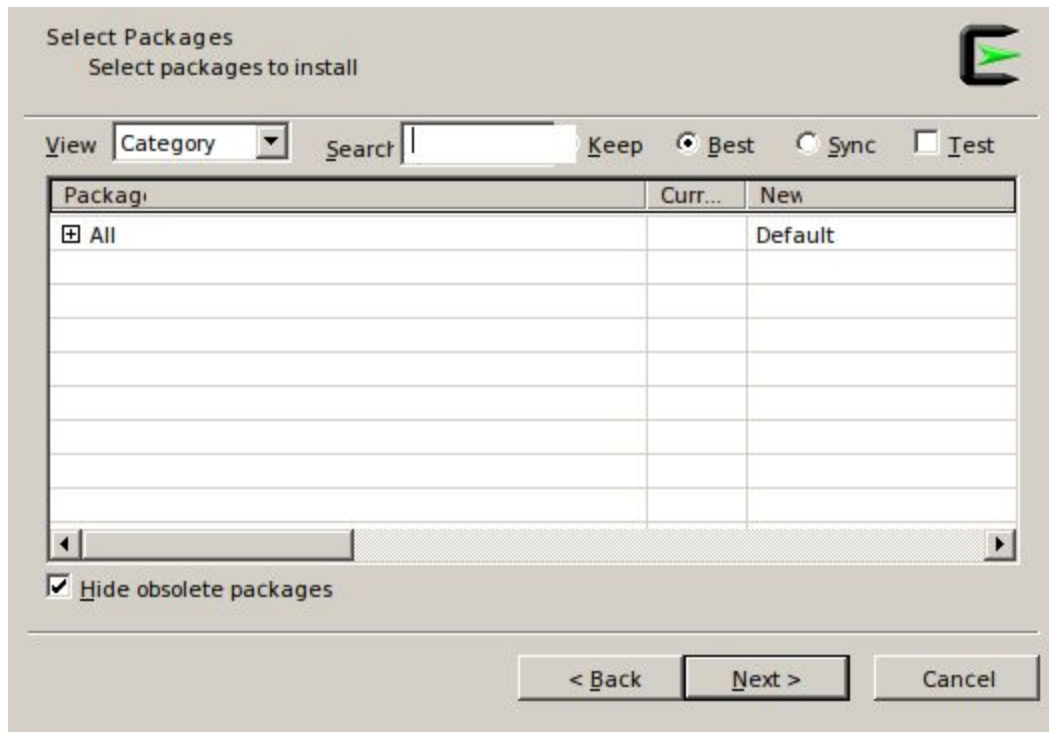 Select Packages
Select packages to install
View Category Search Keep Best Sync Test
Package Curr... New
All Default
Hide obsolete packages
< Back Next > Cancel